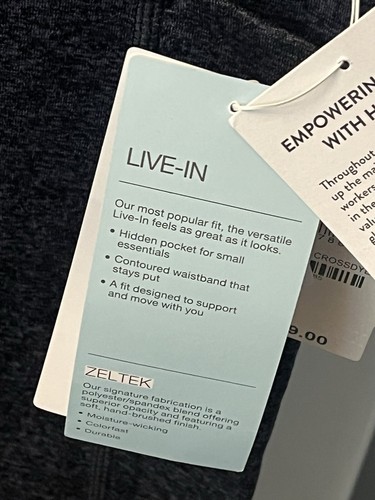 LIVE-IN
Our most popular fit, the versatile
Live-In feels as great as it looks.
• Hidden pocket for small
essentials
• Contoured waistband that
stays put
• A fit designed to support
and move with you
ZELTEK
Our signature fabrication is a
polyester/spandex blend offering
superior opacity and featuring a
soft, hand-brushed finish.
• Moisture-wicking
• Colorfast
• Durable
EMPOWERIN
WITH H
Throughout
up the ma
workers
in the
valu
CROSSDY
9.00